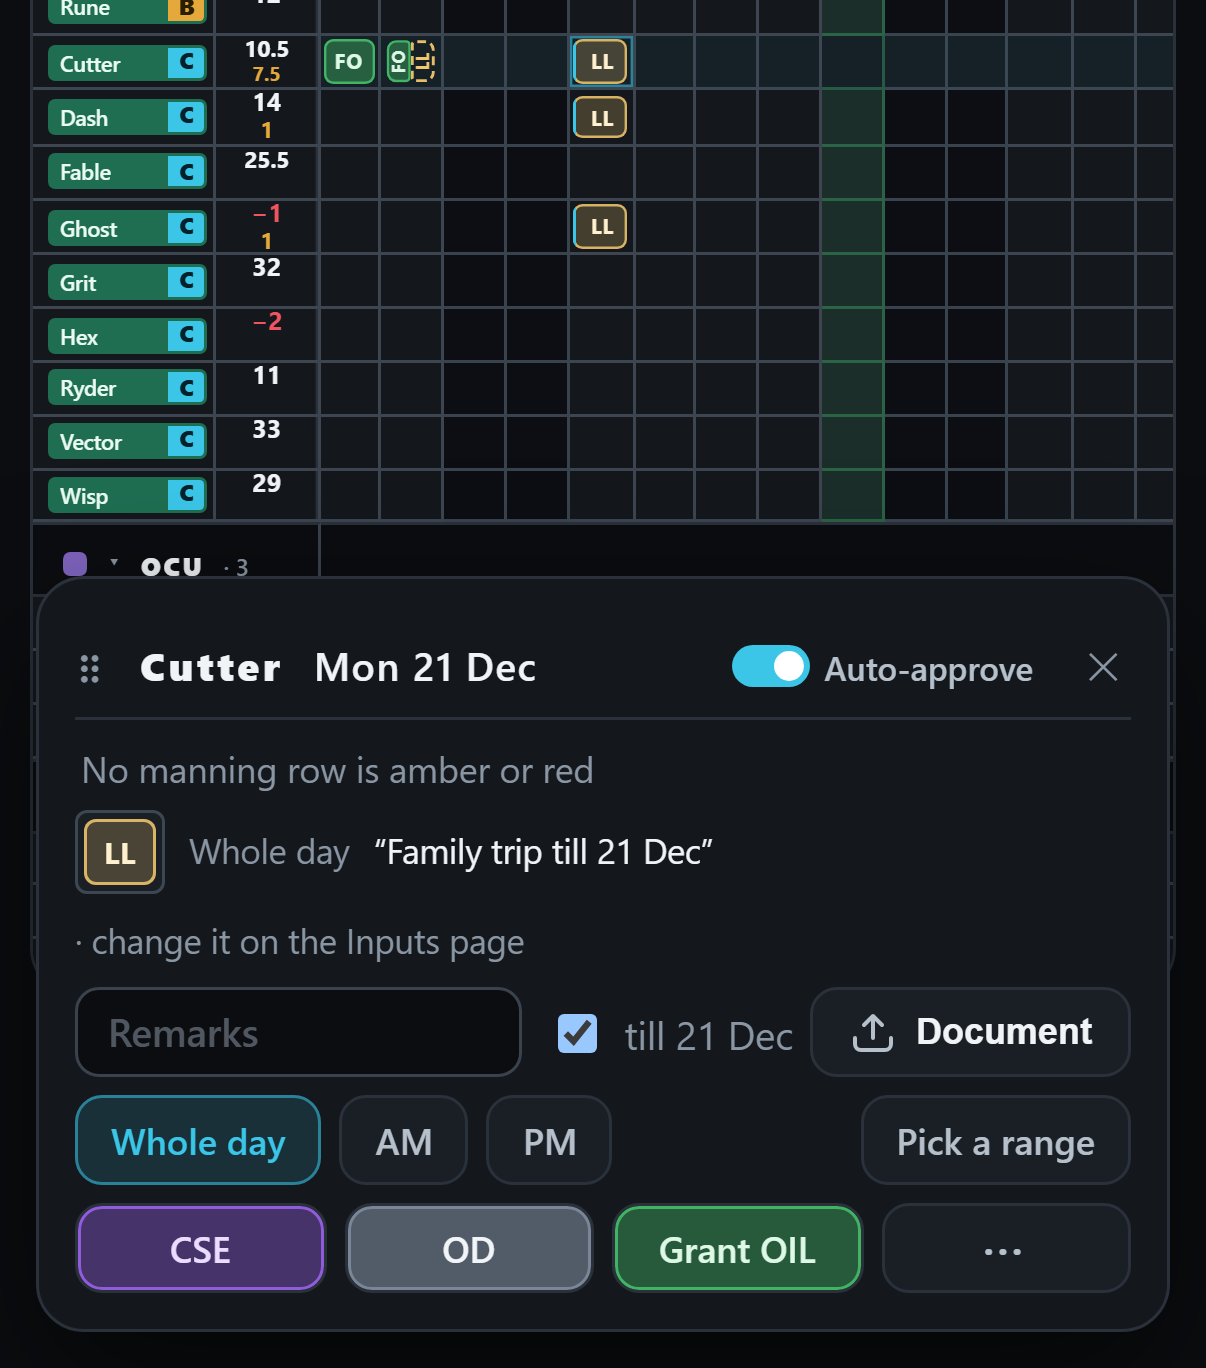 Rune B
Cutter C 10.5 FO FO LL LL
7.5
Dash C 14 LL
1
Fable C 25.5
Ghost C −1 LL
1
Grit C 32
Hex C −2
Ryder C 11
Vector C 33
Wisp C 29
OCU · 3
Cutter Mon 21 Dec Auto-approve
No manning row is amber or red
LL Whole day “Family trip till 21 Dec”
· change it on the Inputs page
Remarks till 21 Dec Document
Whole day AM PM Pick a range
CSE OD Grant OIL ...